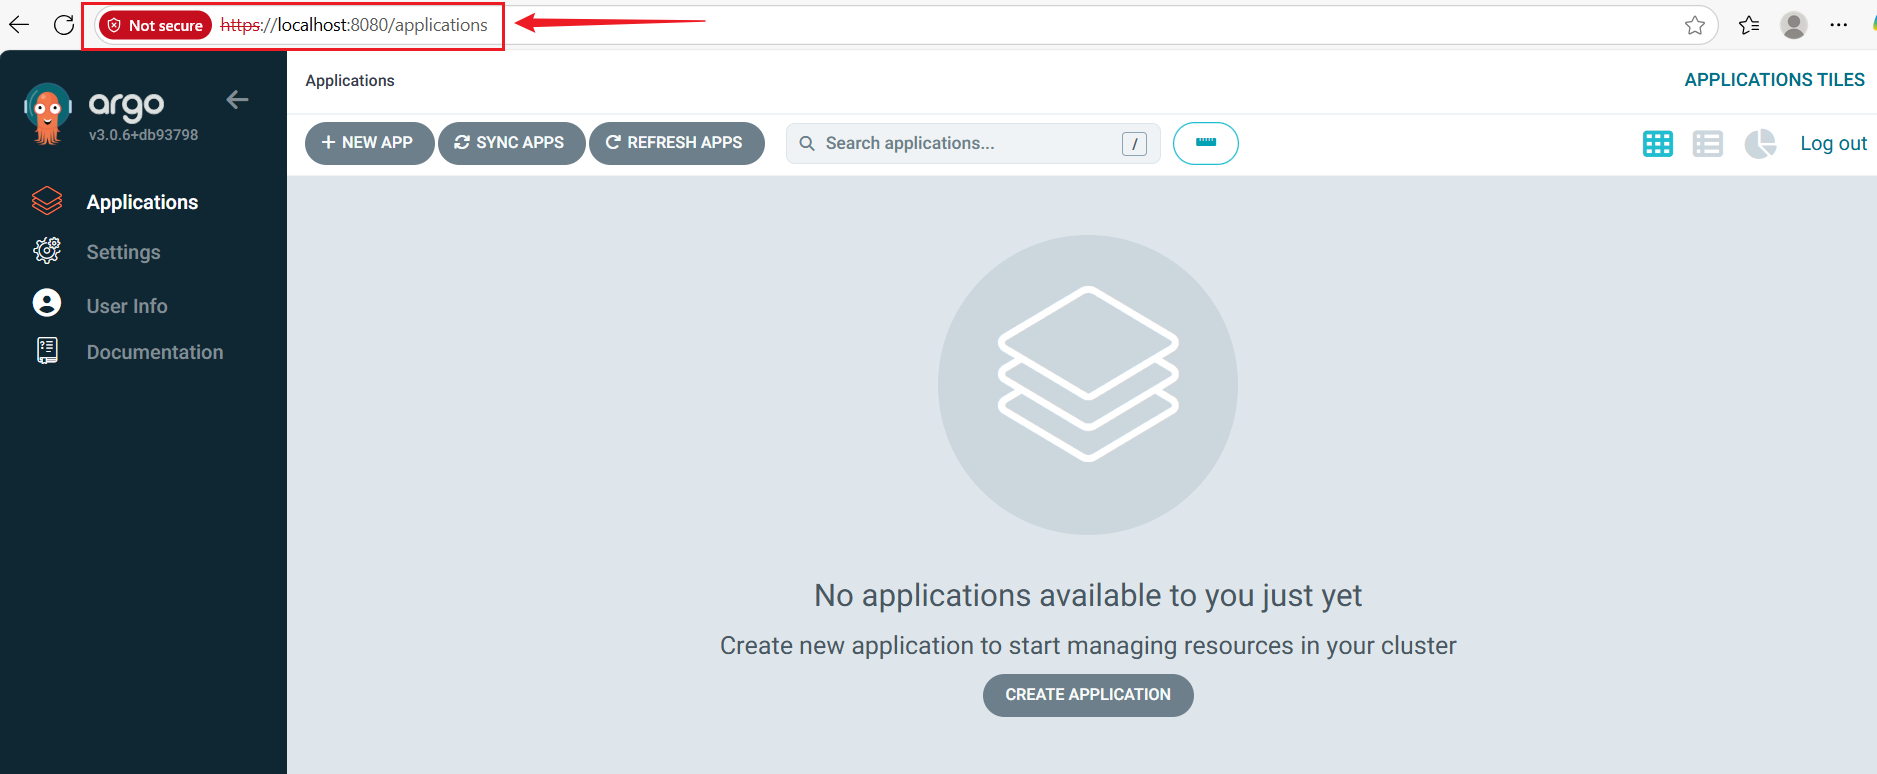 Not secure https://localhost:8080/applications
argo
v3.0.6+db93798
Applications
Settings
User Info
Documentation
Applications
APPLICATIONS TILES
NEW APP SYNC APPS REFRESH APPS Search applications... / Log out
No applications available to you just yet
Create new application to start managing resources in your cluster
CREATE APPLICATION